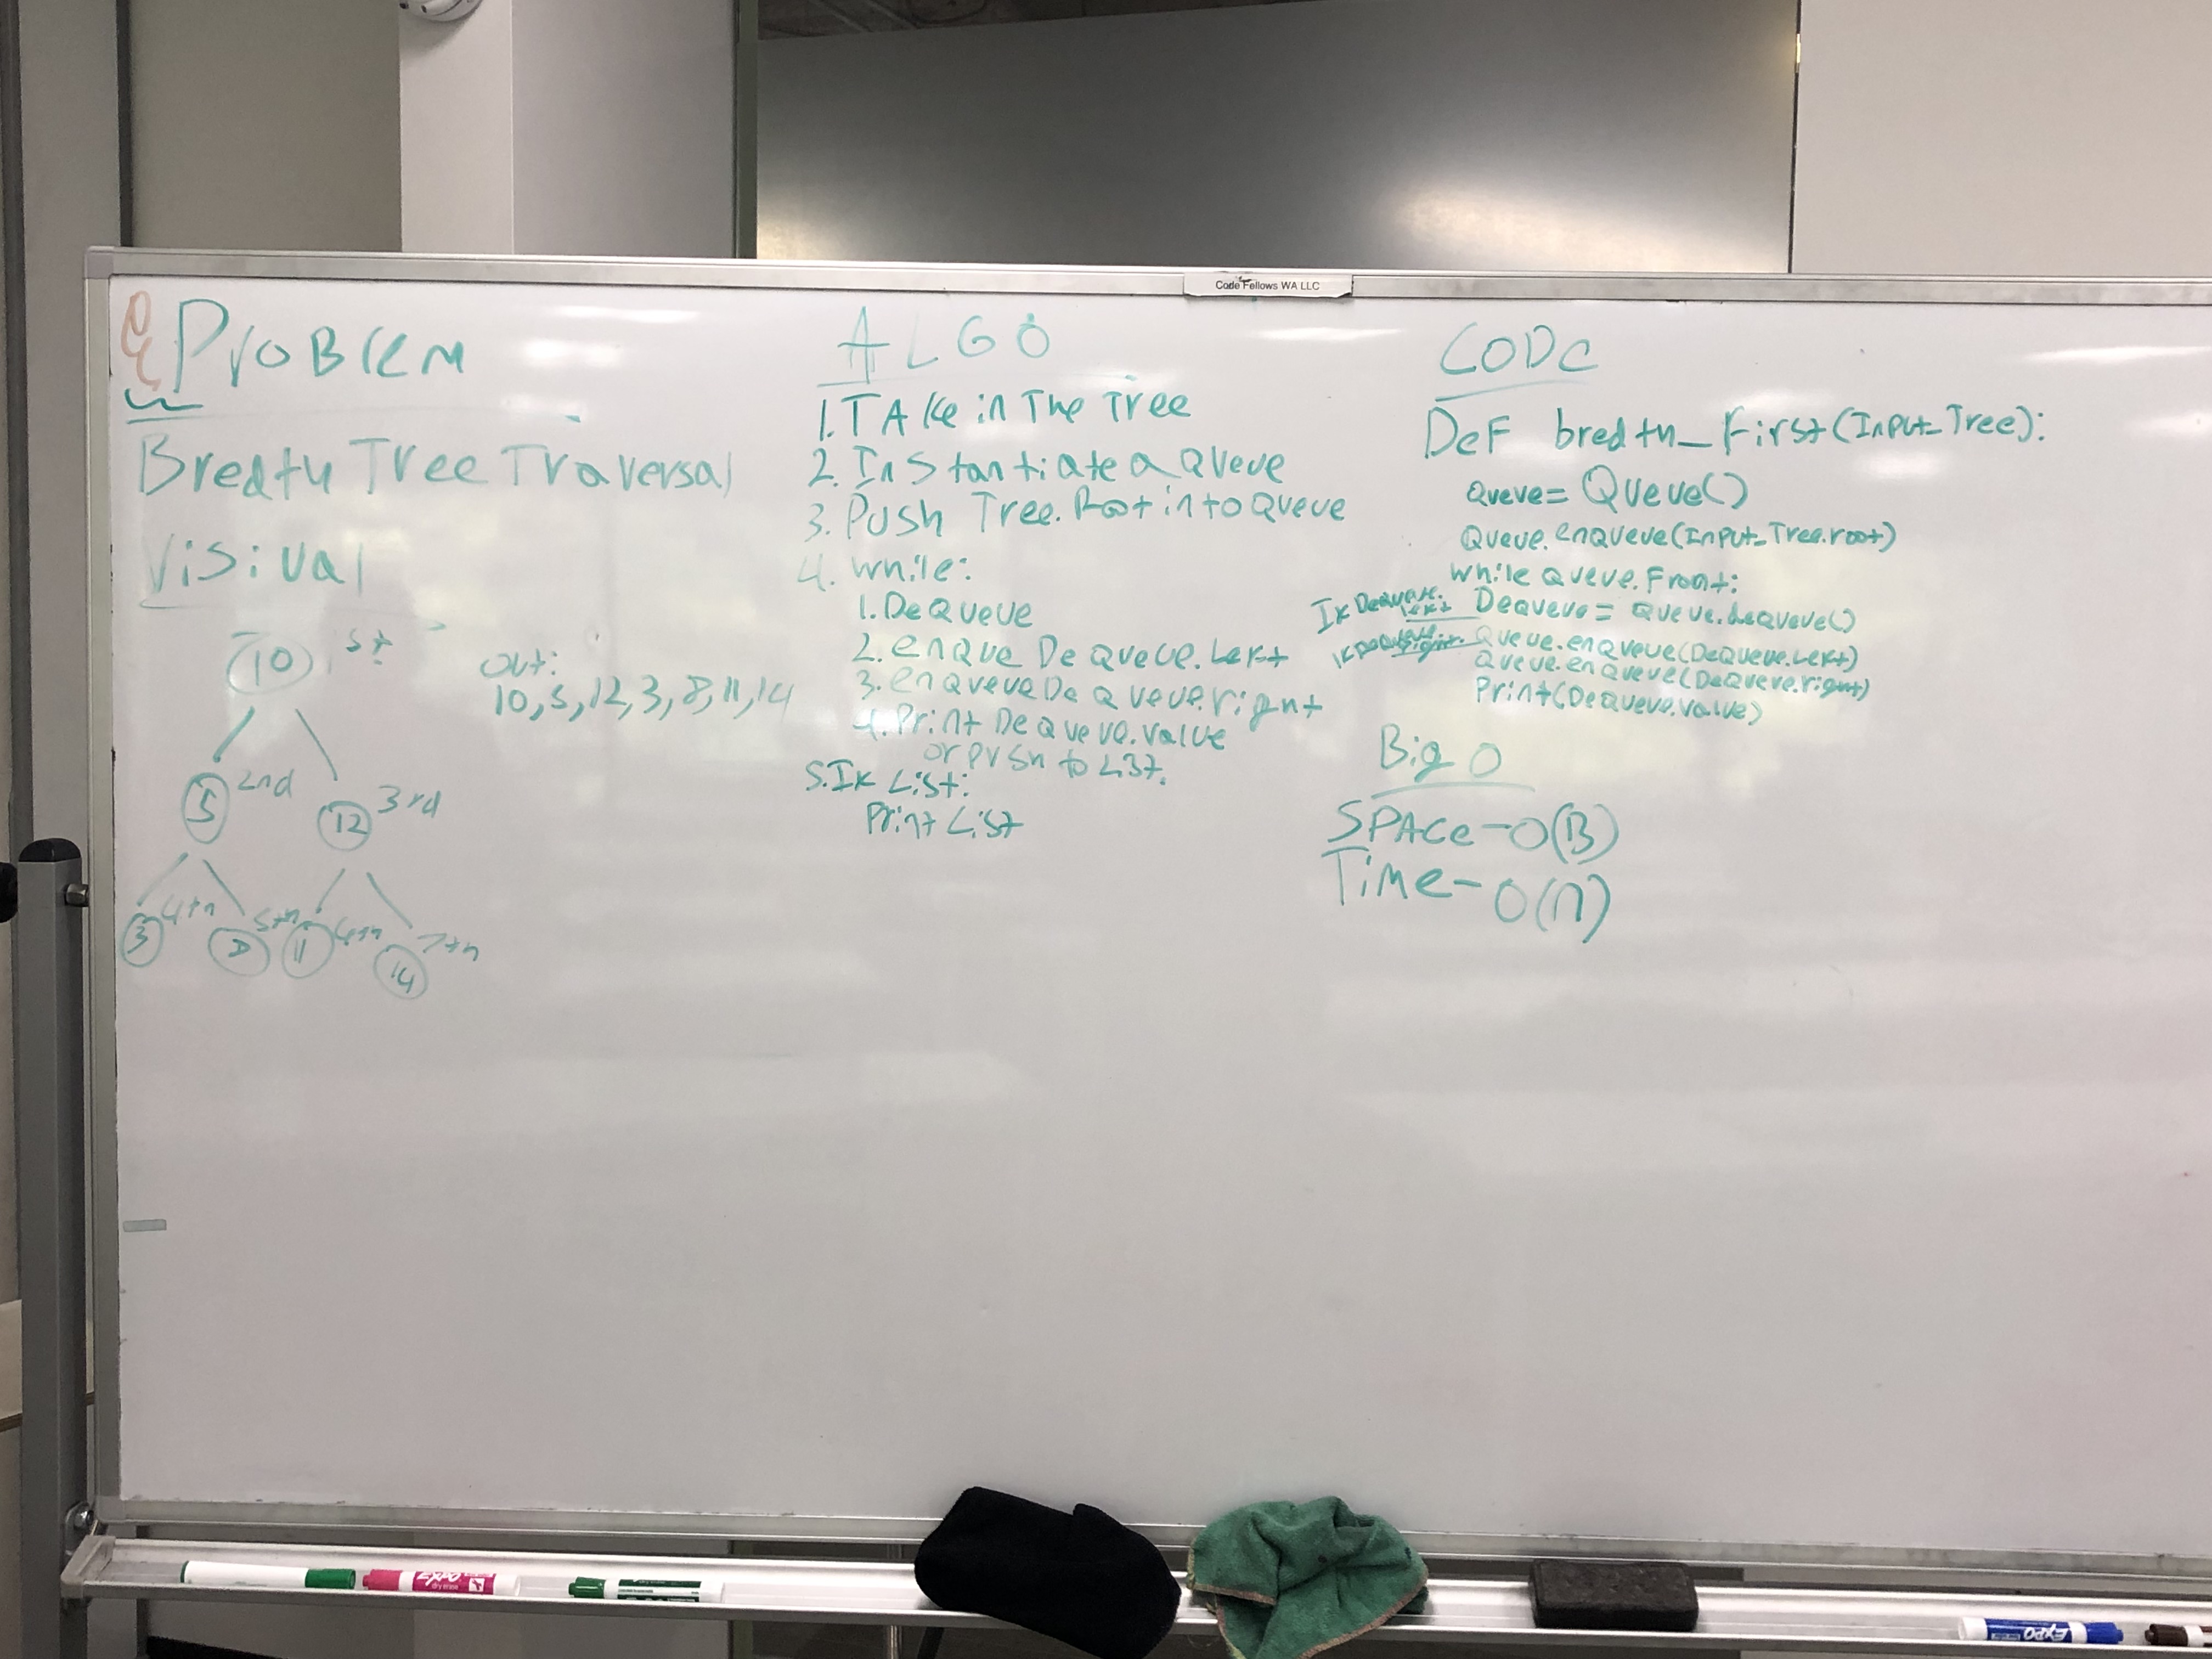 Code Fellows WA LLC
PROBLEM
Bredth Tree Traversal
Visiual
10 1st
Out:
10, 5, 12, 3, 8, 11, 14
5 2nd 12 3rd
3 4th 8 5th 11 6th 14 7th
ALGO
1. TAKe in The Tree
2. Instantiate a Queue
3. Push Tree.Root into Queue
4. While:
1. DeQueue
2. enque DeQueue.Left
3. enQueue DeQueue.right
4. Print DeQueue.value
or push to List.
5. If List:
Print List
CODe
DeF bredth_First(Input_Tree):
Queue = Queue()
Queue.enQueue(Input_Tree.root)
While Queue.Front:
Dequeue = Queue.deQueue()
If Dequeue.
Left
Queue.enQueue(DeQueue.Left)
If DeQueue.
right.
Queue.enQueue(DeQueue.right)
Print(DeQueue.value)
Big O
SPACe - O(B)
TiMe - O(n)
EXPO
EXPO